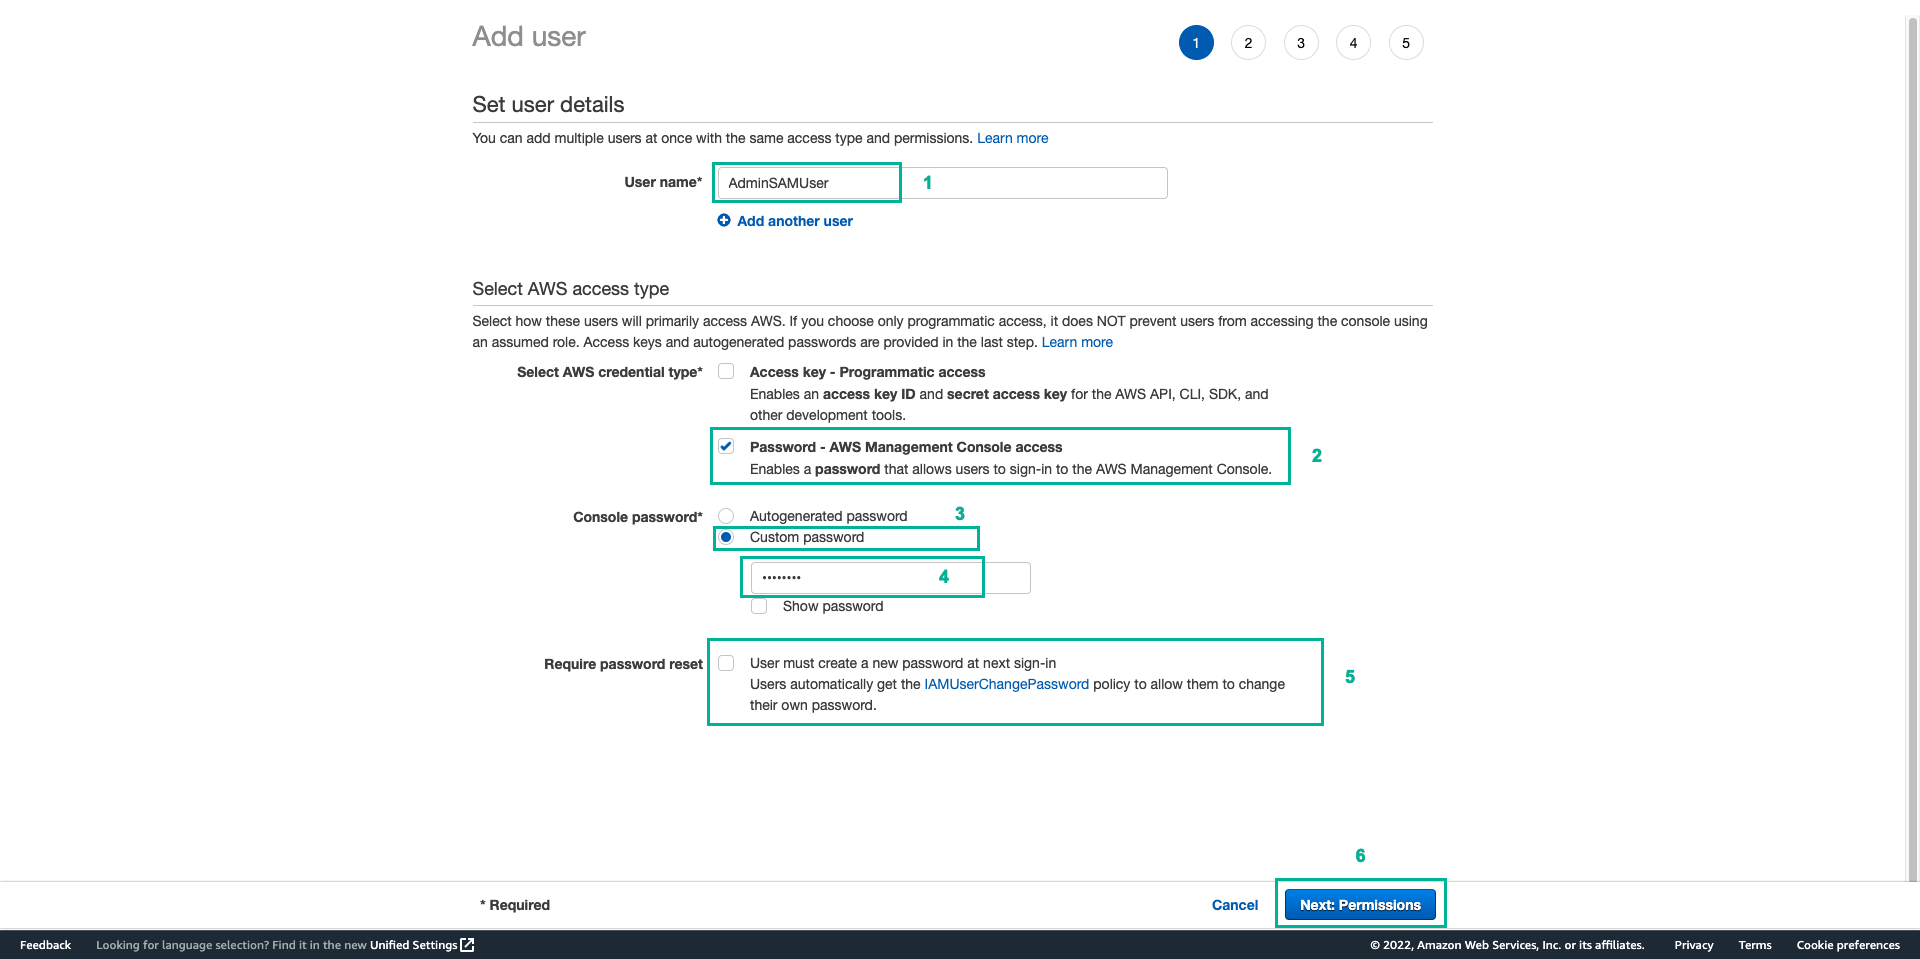 Add user
1 2 3 4 5
Set user details
You can add multiple users at once with the same access type and permissions. Learn more
User name* AdminSAMUser 1
Add another user
Select AWS access type
Select how these users will primarily access AWS. If you choose only programmatic access, it does NOT prevent users from accessing the console using
an assumed role. Access keys and autogenerated passwords are provided in the last step. Learn more
Select AWS credential type* Access key - Programmatic access
Enables an access key ID and secret access key for the AWS API, CLI, SDK, and
other development tools.
Password - AWS Management Console access
Enables a password that allows users to sign-in to the AWS Management Console.
2
Console password* Autogenerated password 3
Custom password
•••••••• 4
Show password
Require password reset User must create a new password at next sign-in
Users automatically get the IAMUserChangePassword policy to allow them to change
their own password.
5
6
* Required Cancel Next: Permissions
Feedback Looking for language selection? Find it in the new Unified Settings © 2022, Amazon Web Services, Inc. or its affiliates. Privacy Terms Cookie preferences